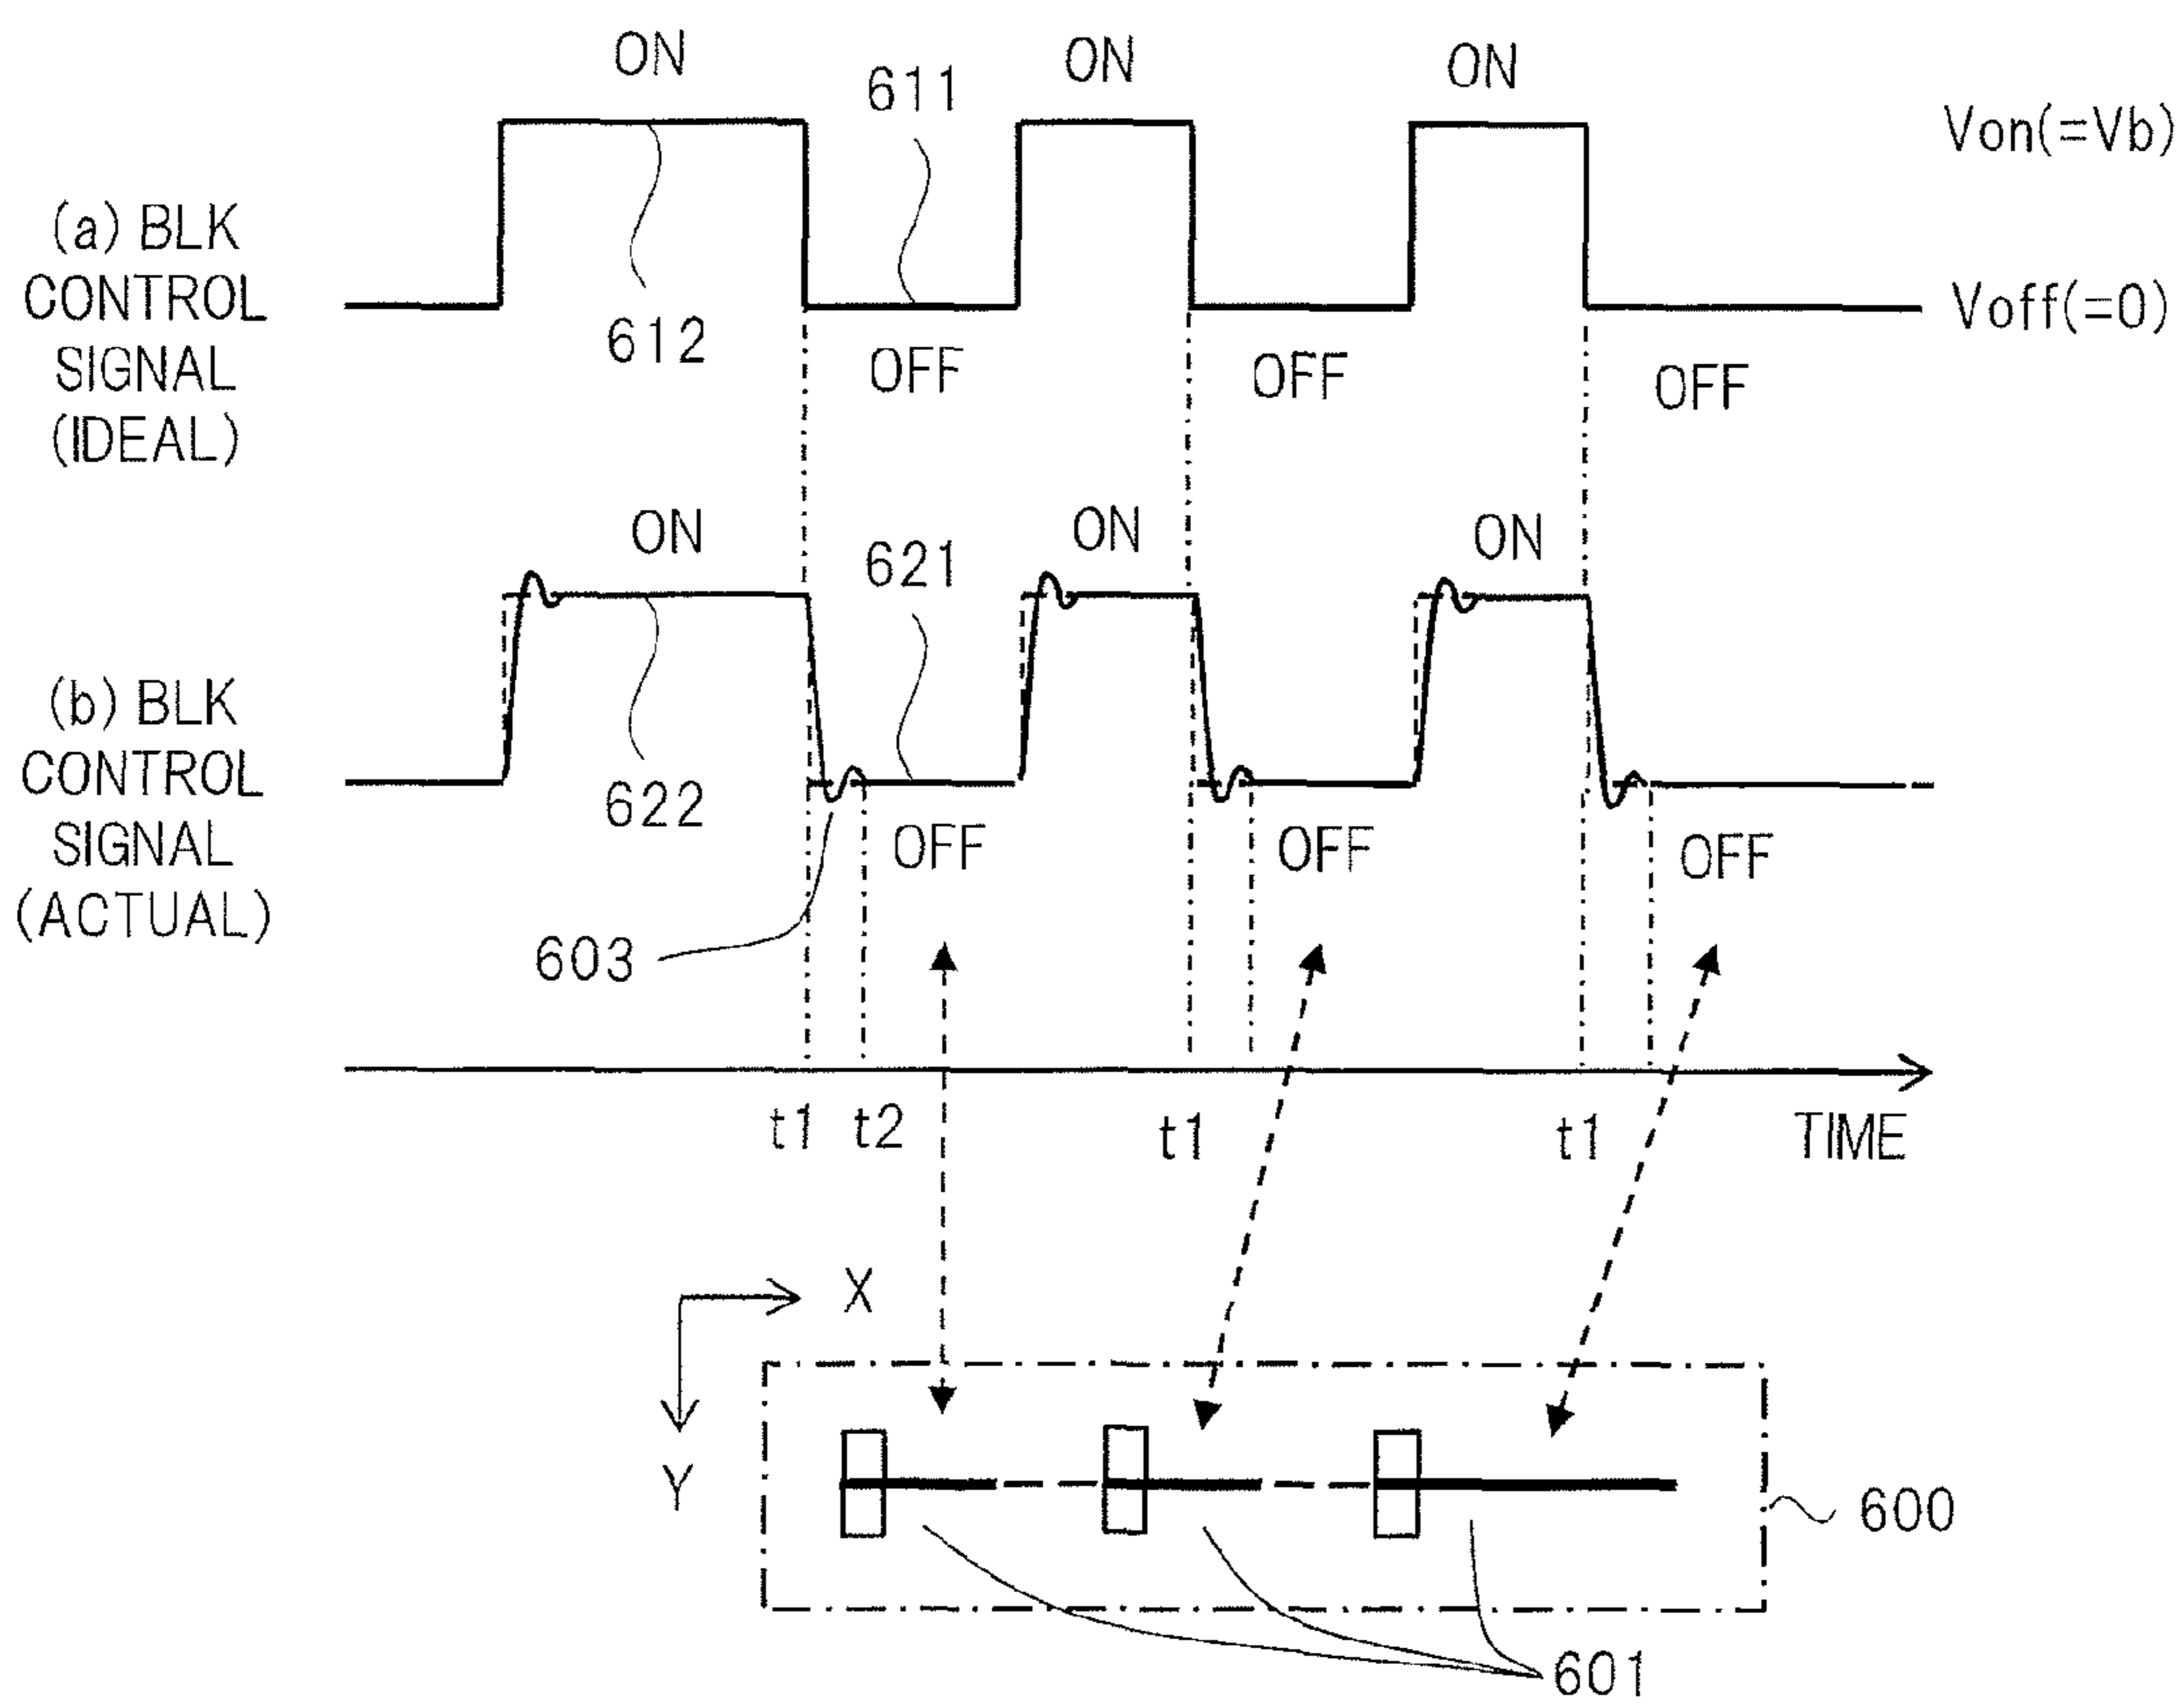 ON
ON
ON
611
Von(=Vb)
(a) BLK
CONTROL
SIGNAL
(IDEAL)
612
Voff(=0)
OFF
OFF
OFF
ON
ON
ON
621
(b) BLK
CONTROL
SIGNAL
(ACTUAL)
622
OFF
OFF
OFF
603
t1
t2
t1
t1
TIME
X
Y
600
601